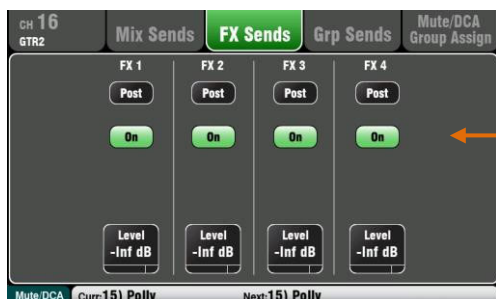 CH 16
GTR2
Mix Sends
FX Sends
Grp Sends
Mute/DCA
Group Assign
FX 1 FX 2 FX 3 FX 4
Post Post Post Post
On On On On
Level Level Level Level
-Inf dB -Inf dB -Inf dB -Inf dB
Mute/DCA Curr:15) Polly Next:15) Polly